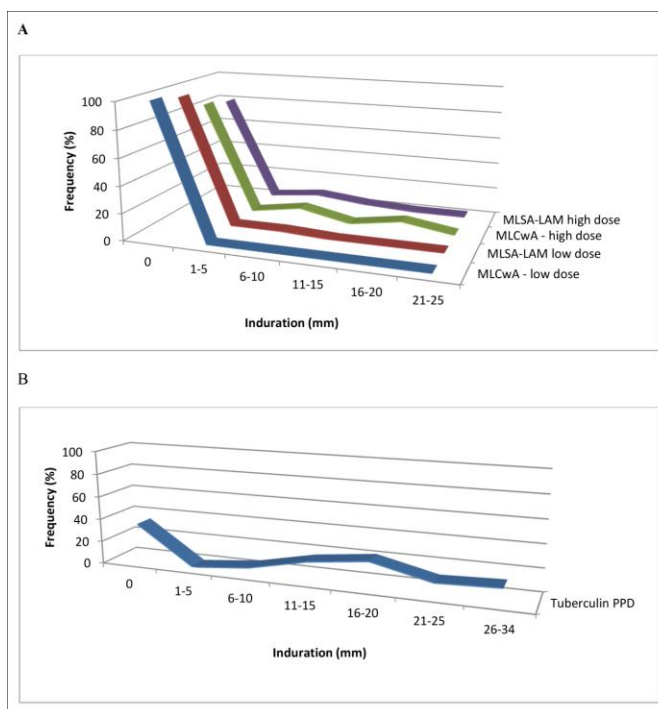 A
100
80
60
40
20
0
Frequency (%)
0
1-5
6-10
11-15
16-20
21-25
Induration (mm)
MLSA-LAM high dose
MLCwA - high dose
MLSA-LAM low dose
MLCwA - low dose
B
100
80
60
40
20
0
Frequency (%)
0
1-5
6-10
11-15
16-20
21-25
26-34
Induration (mm)
Tuberculin PPD